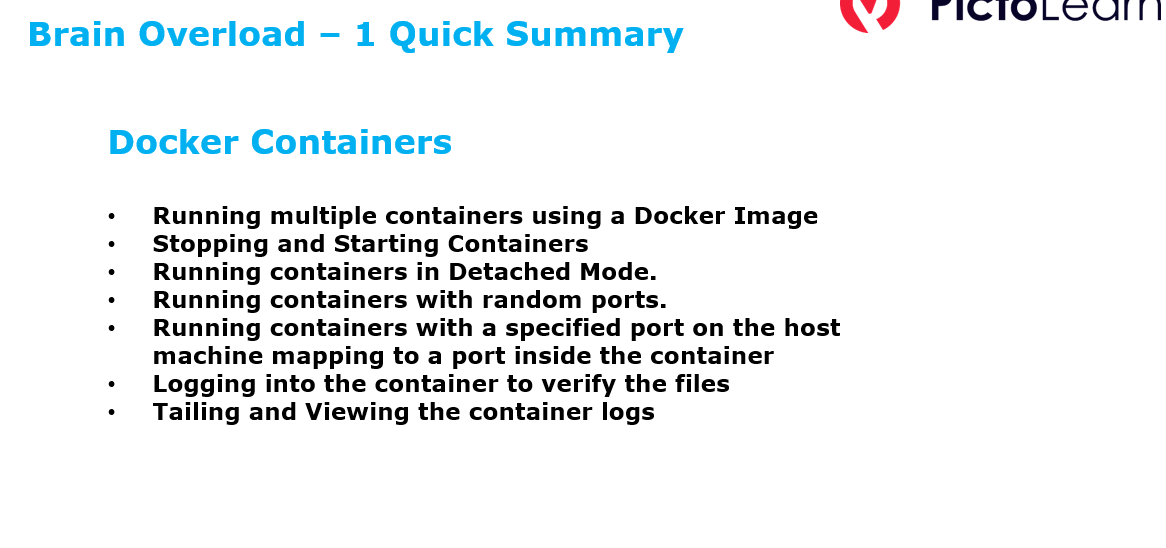 PictoLearn
Brain Overload – 1 Quick Summary
Docker Containers
• Running multiple containers using a Docker Image
• Stopping and Starting Containers
• Running containers in Detached Mode.
• Running containers with random ports.
• Running containers with a specified port on the host
machine mapping to a port inside the container
• Logging into the container to verify the files
• Tailing and Viewing the container logs